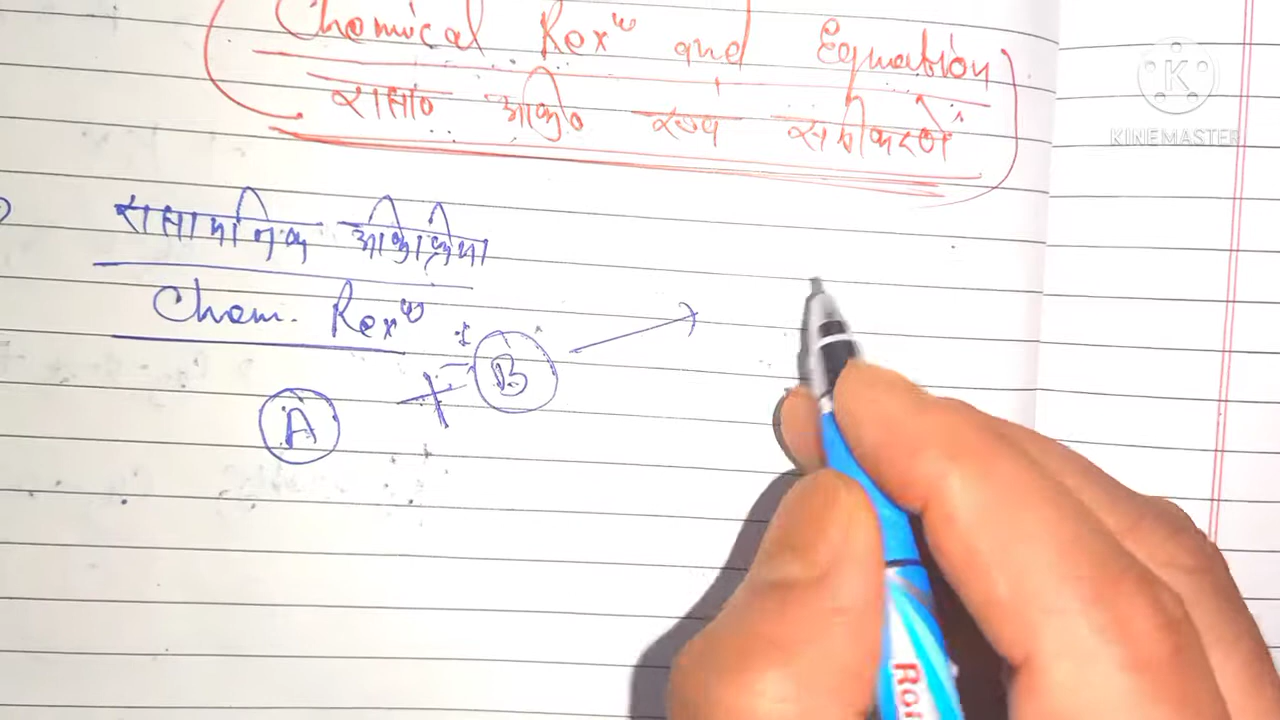 Chemical Rexⁿ and Equation
रासा० अभि० एवं समीकरणें
रासायनिक अभिक्रिया
Chem. Rexⁿ :-
A + B →
KINEMASTER
K